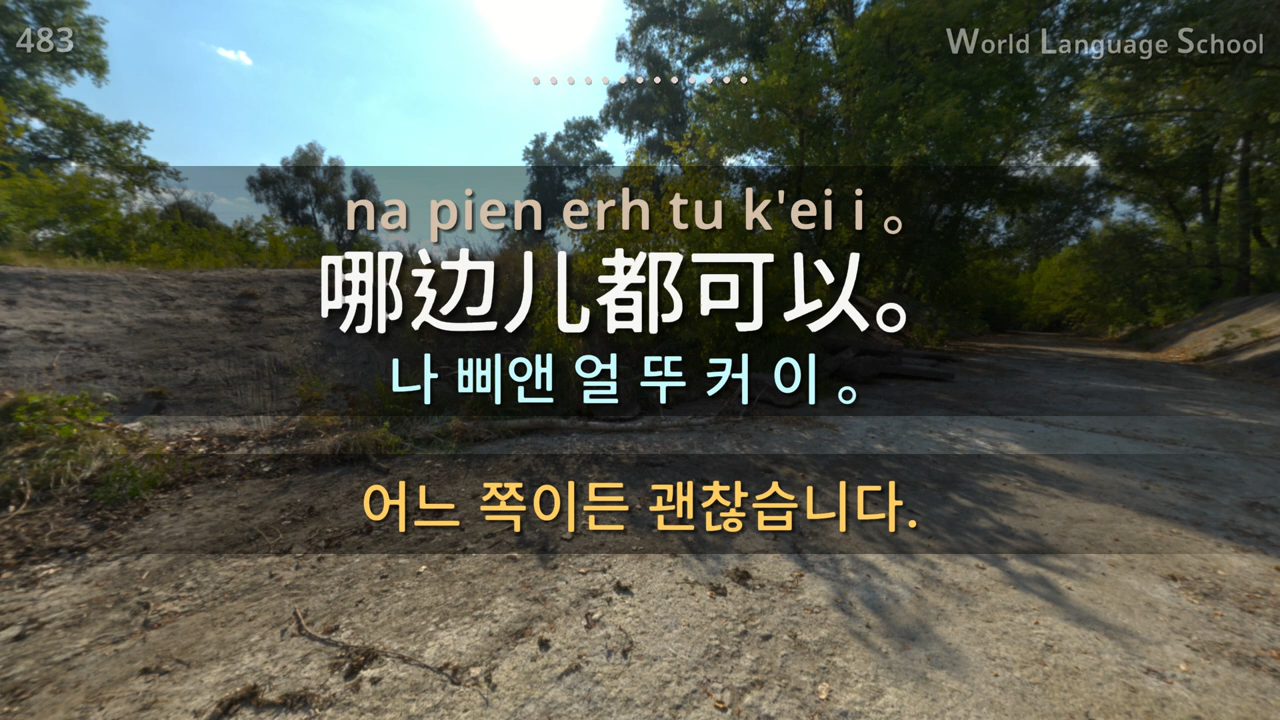 483
World Language School
na pien erh tu k'ei i 。
哪边儿都可以。
나 삐앤 얼 뚜 커 이 。
어느 쪽이든 괜찮습니다.